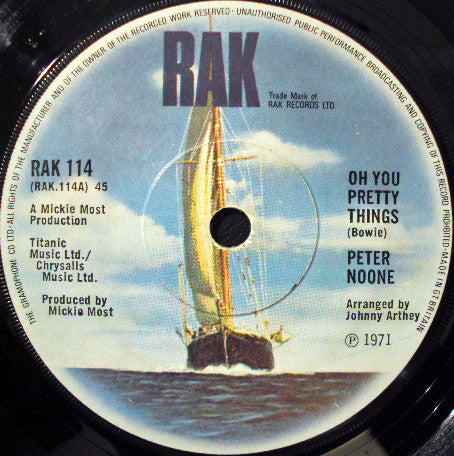 THE GRAMOPHONE CO LTD·ALL RIGHTS OF THE MANUFACTURER AND OF THE OWNER OF THE RECORDED WORK RESERVED·UNAUTHORISED PUBLIC PERFORMANCE BROADCASTING AND COPYING OF THIS RECORD PROHIBITED·MADE IN GT BRITAIN
RAK
Trade Mark of
RAK RECORDS LTD.
RAK 114
(RAK.114A) 45
A Mickie Most
Production
Titanic
Music Ltd./
Chrysalls
Music Ltd.
Produced by
Mickie Most
OH YOU
PRETTY
THINGS
(Bowie)
PETER
NOONE
Arranged by
Johnny Arthey
Ⓟ 1971